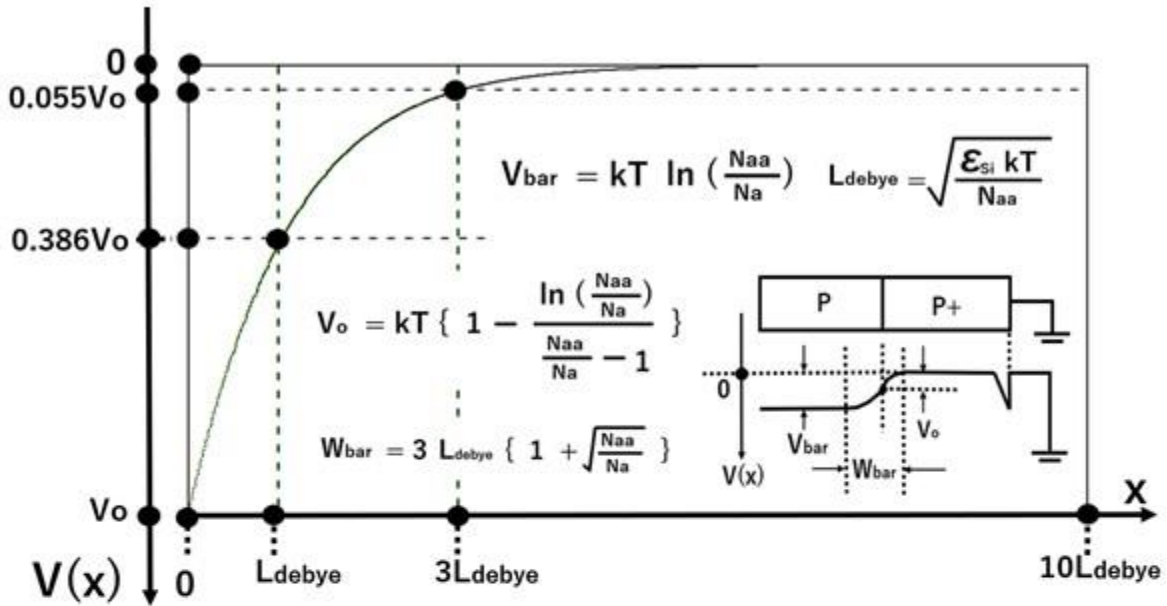 0
0.055Vo
Vbar = kT ln ( Naa / Na )
Ldebye = √ εSi kT / Naa
0.386Vo
Vo = kT { 1 − ln ( Naa / Na ) / Naa / Na − 1 }
P P+
0
Vbar
Vo
Wbar = 3 Ldebye { 1 + √ Naa / Na }
V(x)
Wbar
Vo
X
V(x)
0
Ldebye
3Ldebye
10Ldebye